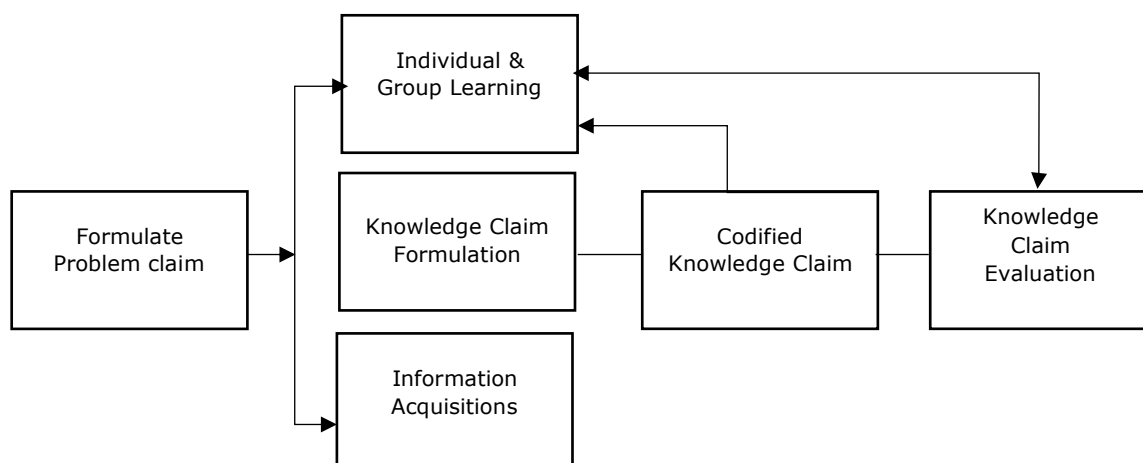 Individual &
Group Learning
Formulate
Problem claim
Knowledge Claim
Formulation
Codified
Knowledge Claim
Knowledge
Claim
Evaluation
Information
Acquisitions